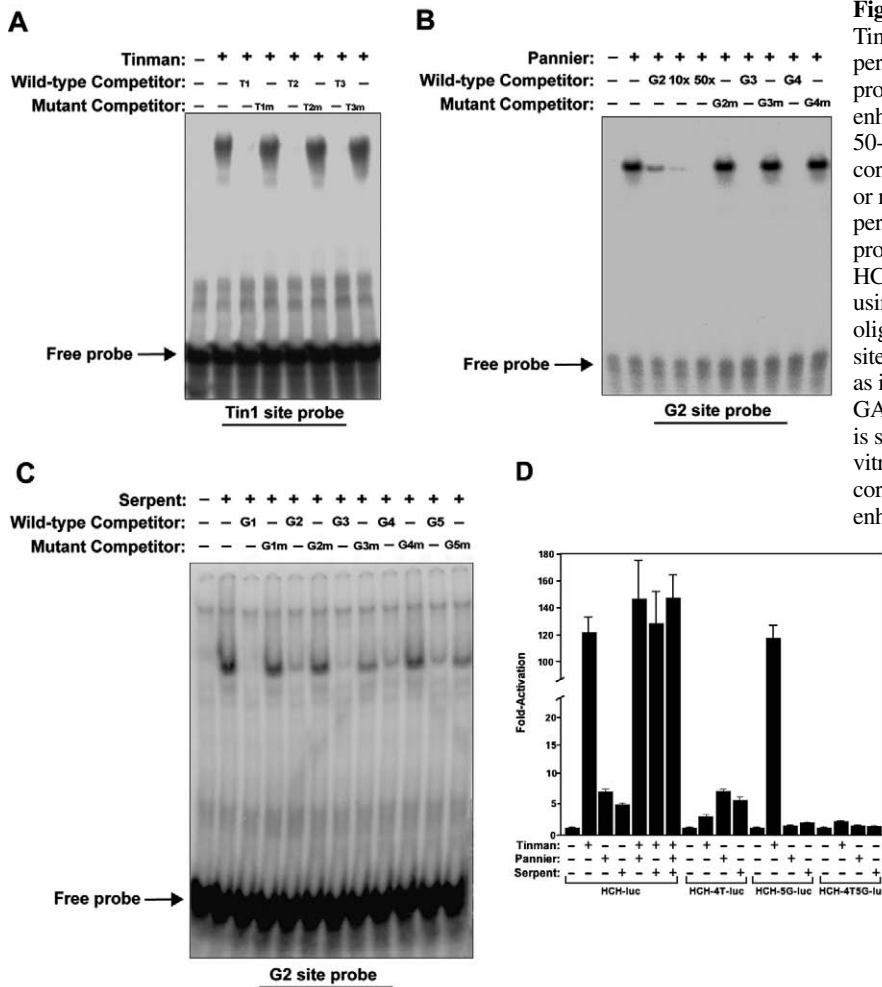 A
Tinman: – + + + + + + +
Wild-type Competitor: – – T1 – T2 – T3 –
Mutant Competitor: – – – T1m – T2m – T3m
Free probe
Tin1 site probe
B
Pannier: – + + + + + + + + +
Wild-type Competitor: – – G2 10x 50x – G3 – G4 –
Mutant Competitor: – – – – – G2m – G3m – G4m
Free probe
G2 site probe
Fig
Tin
per
pro
enh
50-
cor
or
per
pro
HC
usin
olig
site
as i
GA
is s
vitr
cor
enh
C
Serpent: – + + + + + + + + + + +
Wild-type Competitor: – – G1 – G2 – G3 – G4 – G5 –
Mutant Competitor: – – – G1m – G2m – G3m – G4m – G5m
Free probe
G2 site probe
D
Fold-Activation
180
160
140
120
100
20
15
10
5
0
Tinman: – + – – + + + – + – – – + – – – + – –
Pannier: – – + – + – + – – + – – – + – – – + –
Serpent: – – – + – + + – – – + – – – + – – – +
HCH-luc HCH-4T-luc HCH-5G-luc HCH-4T5G-lu